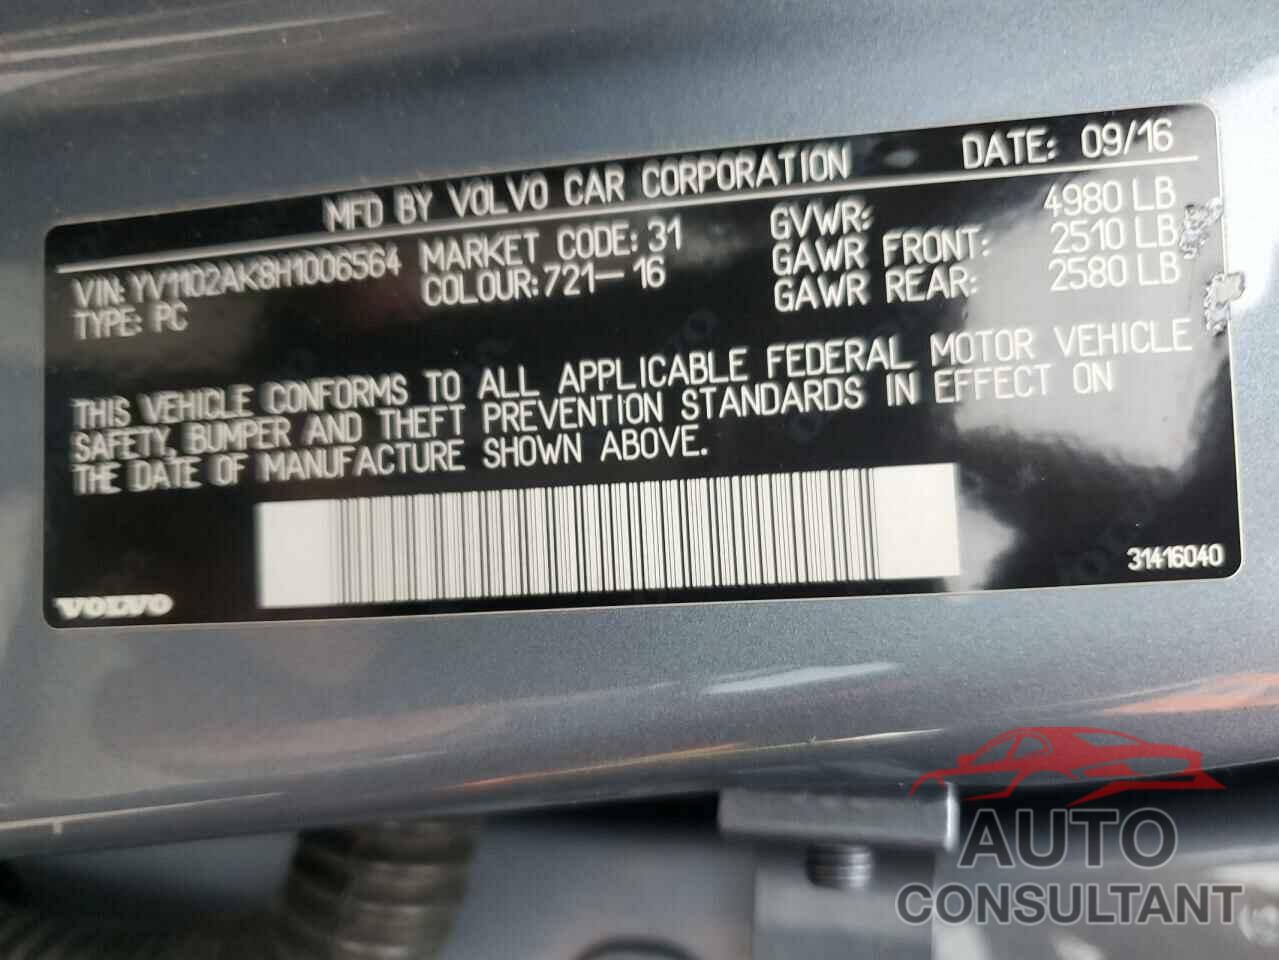 MFD BY VOLVO CAR CORPORATION DATE: 09/16
VIN: YV1102AK8H1006564 MARKET CODE: 31 GVWR: 4980 LB
TYPE: PC COLOUR: 721-16 GAWR FRONT: 2510 LB
GAWR REAR: 2580 LB
THIS VEHICLE CONFORMS TO ALL APPLICABLE FEDERAL MOTOR VEHICLE
SAFETY, BUMPER AND THEFT PREVENTION STANDARDS IN EFFECT ON
THE DATE OF MANUFACTURE SHOWN ABOVE.
31416040
VOLVO
AUTO
CONSULTANT